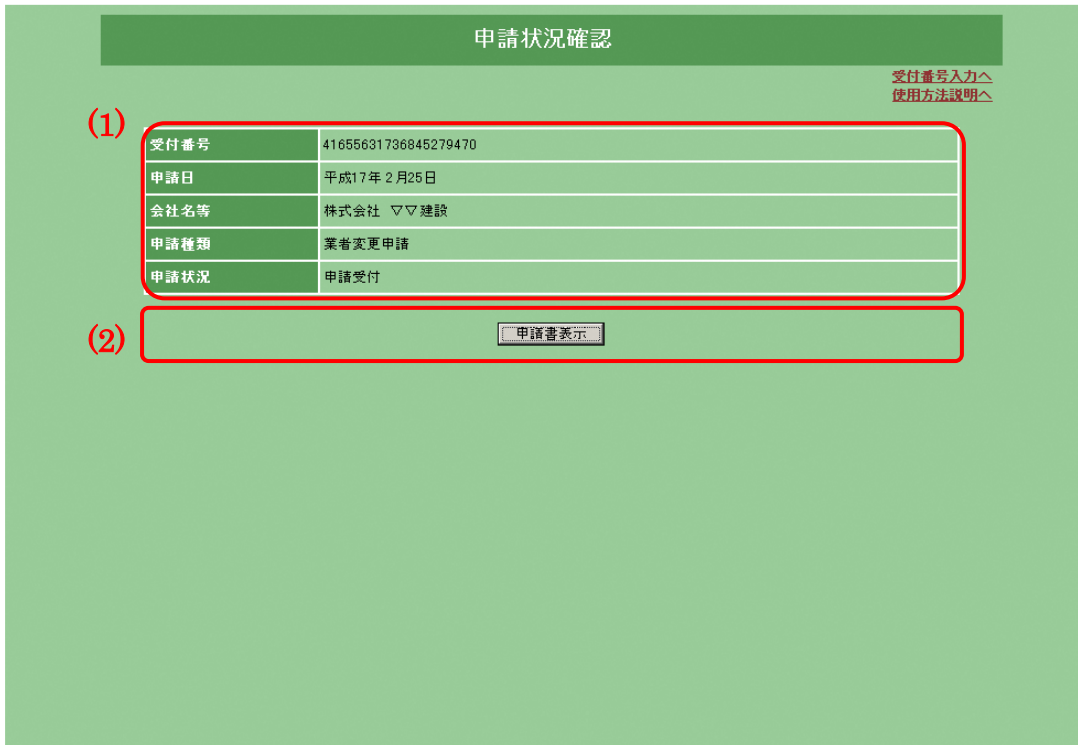 申請状況確認
受付番号入力へ
使用方法説明へ
(1)
受付番号 41655631736845279470
申請日 平成17年2月25日
会社名等 株式会社 ▽▽建設
申請種類 業者変更申請
申請状況 申請受付
(2)
申請書表示